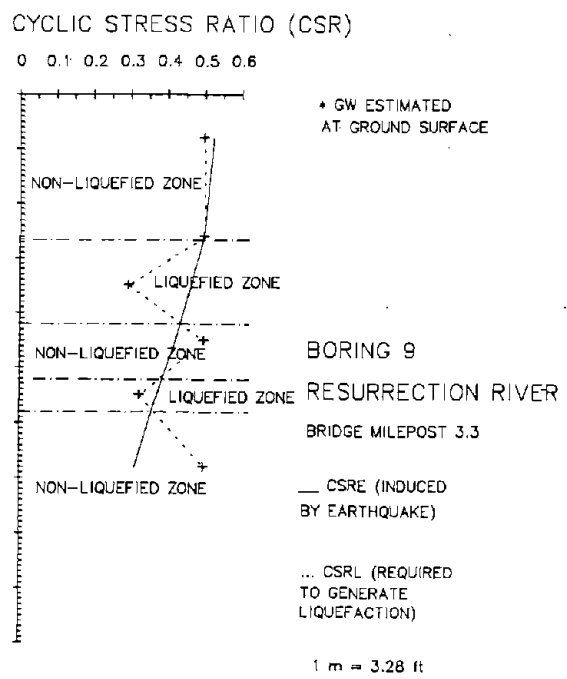 CYCLIC STRESS RATIO (CSR)
0 0.1 0.2 0.3 0.4 0.5 0.6
+ GW ESTIMATED
AT GROUND SURFACE
NON-LIQUEFIED ZONE
LIQUEFIED ZONE
NON-LIQUEFIED ZONE
LIQUEFIED ZONE
NON-LIQUEFIED ZONE
BORING 9
RESURRECTION RIVER
BRIDGE MILEPOST 3.3
__ CSRE (INDUCED
BY EARTHQUAKE)
... CSRL (REQUIRED
TO GENERATE
LIQUEFACTION)
1 m = 3.28 ft